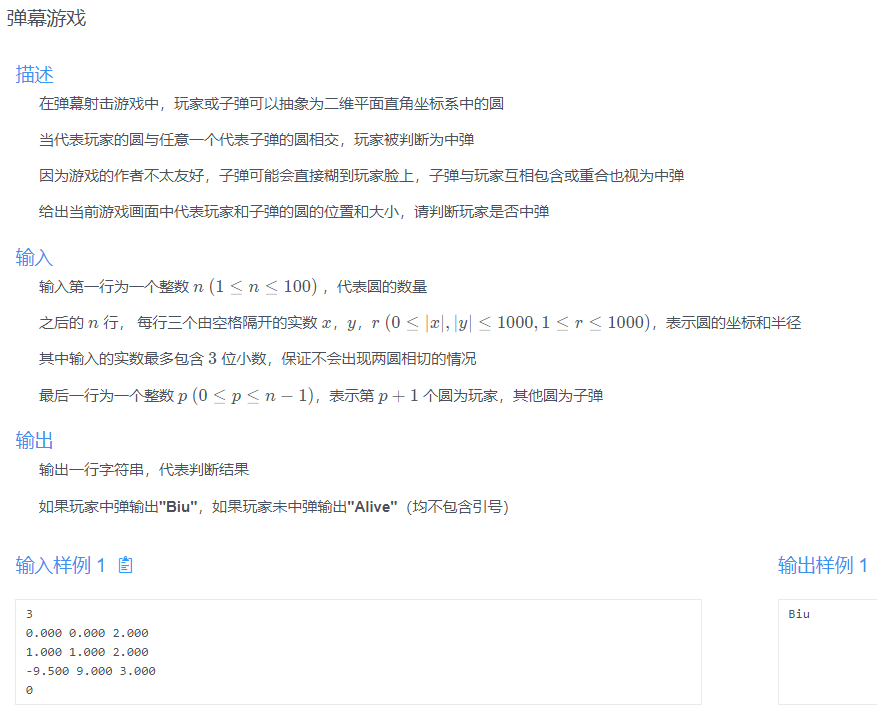 弹幕游戏
描述
在弹幕射击游戏中，玩家或子弹可以抽象为二维平面直角坐标系中的圆
当代表玩家的圆与任意一个代表子弹的圆相交，玩家被判断为中弹
因为游戏的作者不太友好，子弹可能会直接糊到玩家脸上，子弹与玩家互相包含或重合也视为中弹
给出当前游戏画面中代表玩家和子弹的圆的位置和大小，请判断玩家是否中弹
输入
输入第一行为一个整数 n (1 ≤ n ≤ 100) ，代表圆的数量
之后的 n 行， 每行三个由空格隔开的实数 x，y，r (0 ≤ |x|, |y| ≤ 1000, 1 ≤ r ≤ 1000)，表示圆的坐标和半径
其中输入的实数最多包含 3 位小数，保证不会出现两圆相切的情况
最后一行为一个整数 p (0 ≤ p ≤ n − 1)，表示第 p + 1 个圆为玩家，其他圆为子弹
输出
输出一行字符串，代表判断结果
如果玩家中弹输出"Biu"，如果玩家未中弹输出"Alive"（均不包含引号）
输入样例 1
3
0.000 0.000 2.000
1.000 1.000 2.000
-9.500 9.000 3.000
0
输出样例 1
Biu